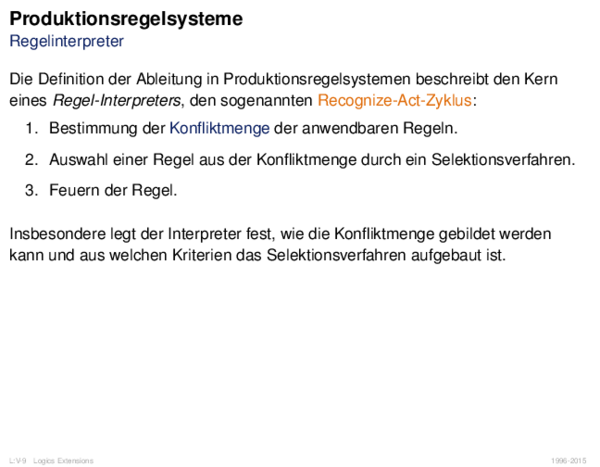 Produktionsregelsysteme
Regelinterpreter
Die Definition der Ableitung in Produktionsregelsystemen beschreibt den Kern
eines Regel-Interpreters, den sogenannten Recognize-Act-Zyklus:
1. Bestimmung der Konfliktmenge der anwendbaren Regeln.
2. Auswahl einer Regel aus der Konfliktmenge durch ein Selektionsverfahren.
3. Feuern der Regel.
Insbesondere legt der Interpreter fest, wie die Konfliktmenge gebildet werden
kann und aus welchen Kriterien das Selektionsverfahren aufgebaut ist.
L:V-9 Logics Extensions
1996-2015